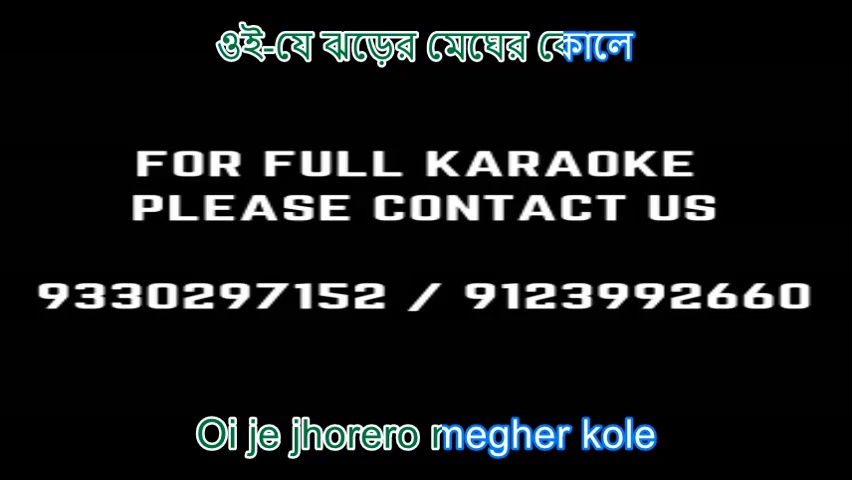 ওই-যে ঝড়ের মেঘের কোলে
FOR FULL KARAOKE
PLEASE CONTACT US
9330297152 / 9123992660
Oi je jhorero megher kole